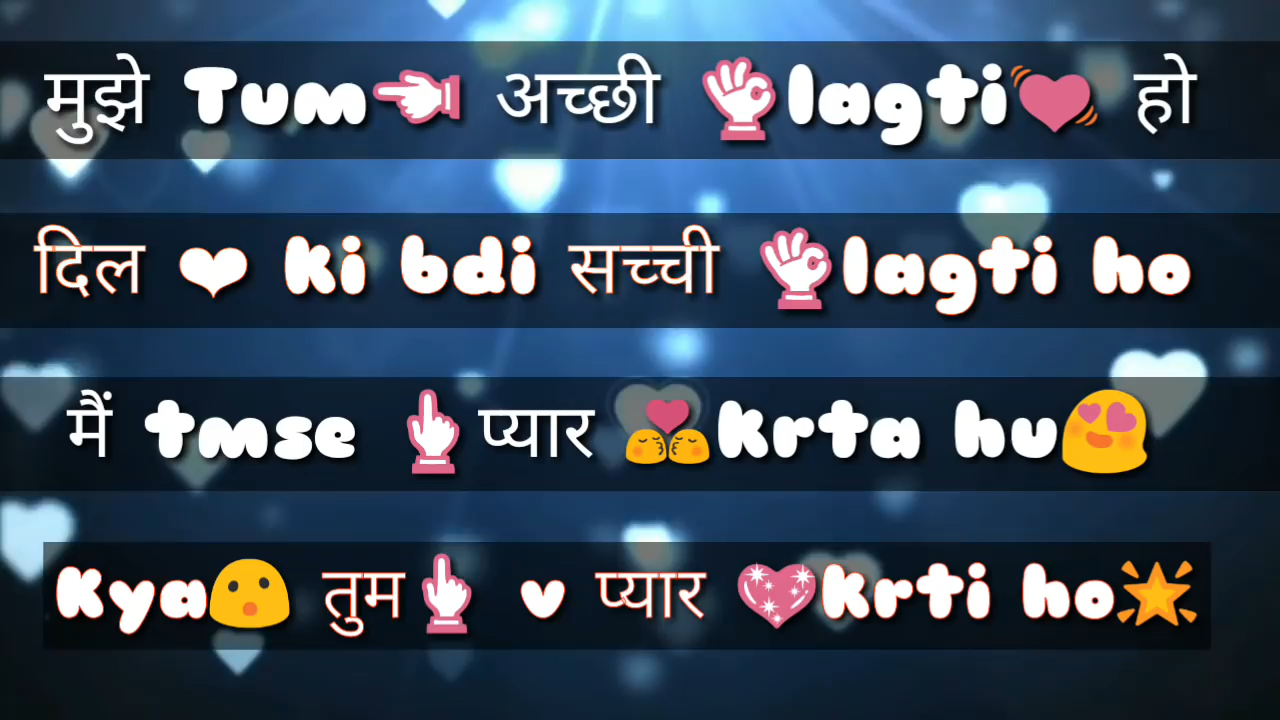 मुझे Tum👈 अच्छी 👌lagti💓 हो
दिल ❤ ki bdi सच्ची 👌lagti ho
मैं tmse 👆प्यार 💏krta hu😍
Kya😮 तुम👆 v प्यार 💖krti ho🌟